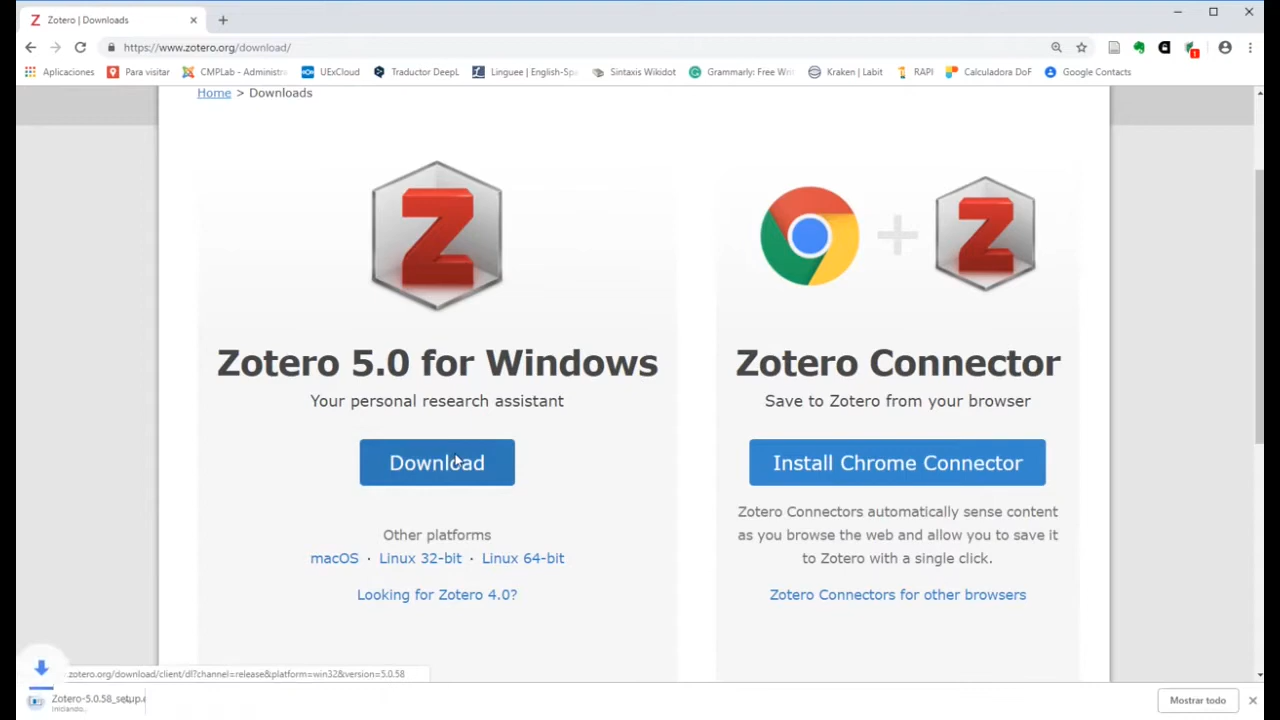 Zotero | Downloads
https://www.zotero.org/download/
Aplicaciones Para visitar CMPLab - Administra UExCloud Traductor DeepL Linguee | English-Spa Sintaxis Wikidot Grammarly: Free Wri Kraken | Labit RAPI Calculadora DoF Google Contacts
Home > Downloads
Z
Z
Zotero 5.0 for Windows
Your personal research assistant
Download
Other platforms
macOS · Linux 32-bit · Linux 64-bit
Looking for Zotero 4.0?
Zotero Connector
Save to Zotero from your browser
Install Chrome Connector
Zotero Connectors automatically sense content
as you browse the web and allow you to save it
to Zotero with a single click.
Zotero Connectors for other browsers
zotero.org/download/client/dl?channel=release&platform=win32&version=5.0.58
Zotero-5.0.58_setup.e
Iniciando...
Mostrar todo